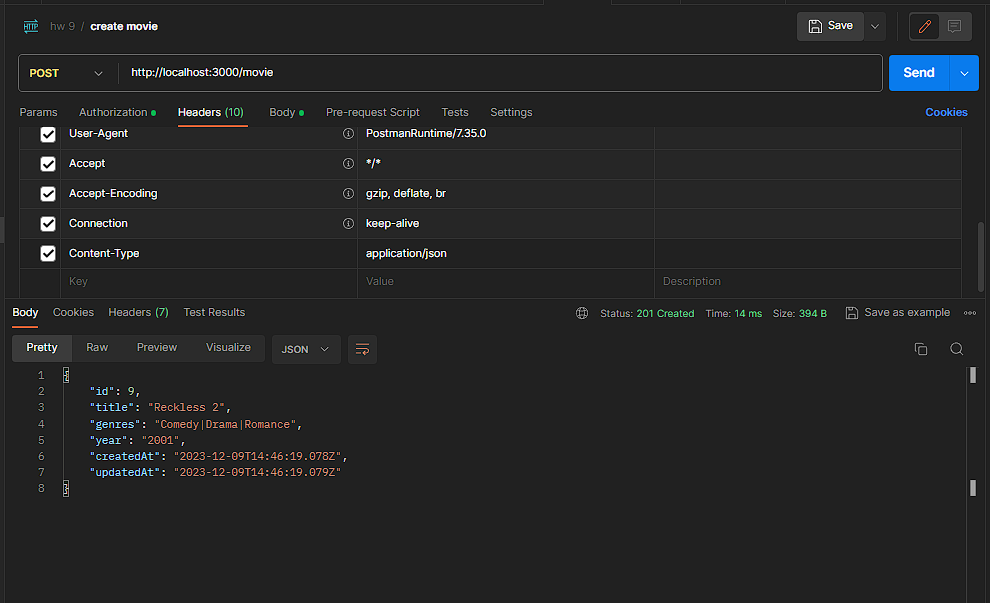 HTTP hw 9 / create movie Save
POST http://localhost:3000/movie Send
Params Authorization Headers (10) Body Pre-request Script Tests Settings Cookies
User-Agent PostmanRuntime/7.35.0
Accept */*
Accept-Encoding gzip, deflate, br
Connection keep-alive
Content-Type application/json
Key Value Description
Body Cookies Headers (7) Test Results Status: 201 Created Time: 14 ms Size: 394 B Save as example
Pretty Raw Preview Visualize JSON
1 {
2 "id": 9,
3 "title": "Reckless 2",
4 "genres": "Comedy|Drama|Romance",
5 "year": "2001",
6 "createdAt": "2023-12-09T14:46:19.078Z",
7 "updatedAt": "2023-12-09T14:46:19.079Z"
8 }